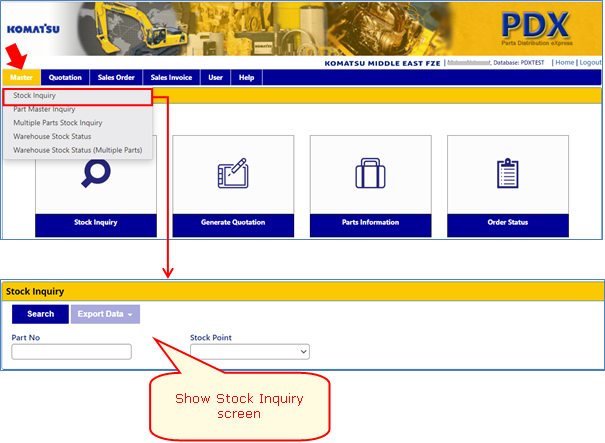 KOMATSU
PDX
Parts Distribution eXpress
KOMATSU MIDDLE EAST FZE | , Database: PDXTEST | Home | Logout
Master Quotation Sales Order Sales Invoice User Help
Stock Inquiry
Part Master Inquiry
Multiple Parts Stock Inquiry
Warehouse Stock Status
Warehouse Stock Status (Multiple Parts)
Stock Inquiry Generate Quotation Parts Information Order Status
Stock Inquiry
Search Export Data
Part No Stock Point
Show Stock Inquiry
screen